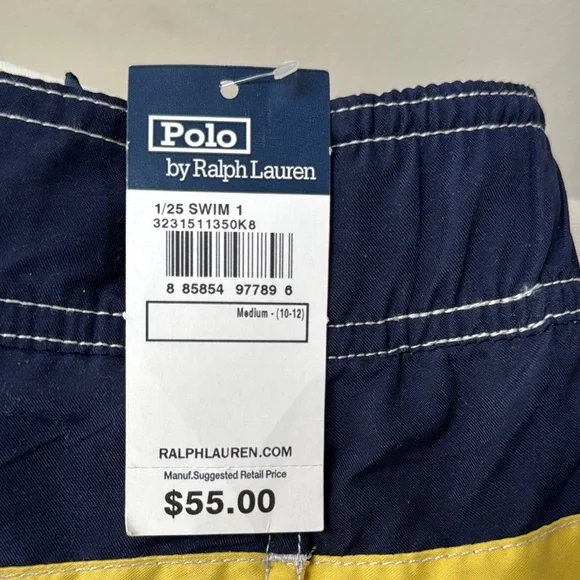 Polo
by Ralph Lauren
1/25 SWIM 1
3231511350K8
8 85854 97789 6
Medium - (10-12)
RALPHLAUREN.COM
Manuf.Suggested Retail Price
$55.00